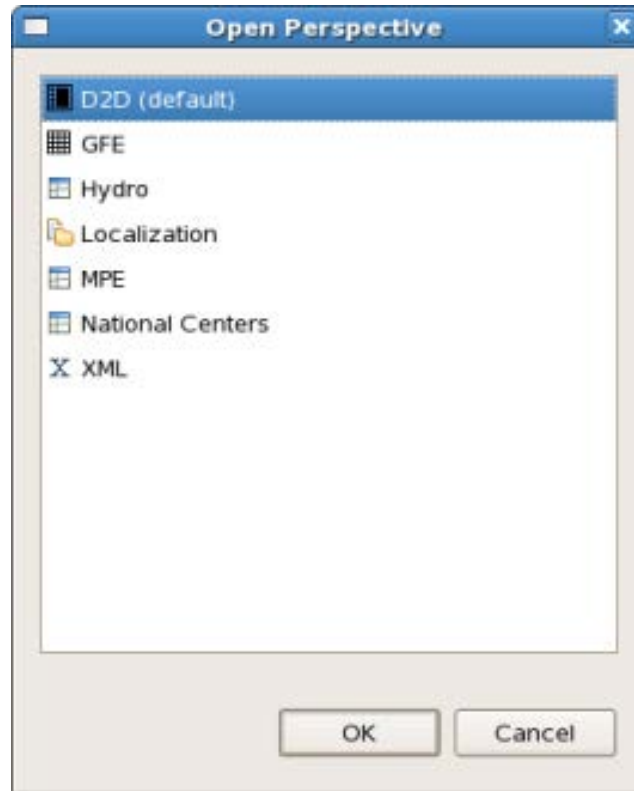 Open Perspective
D2D (default)
GFE
Hydro
Localization
MPE
National Centers
XML
OK
Cancel